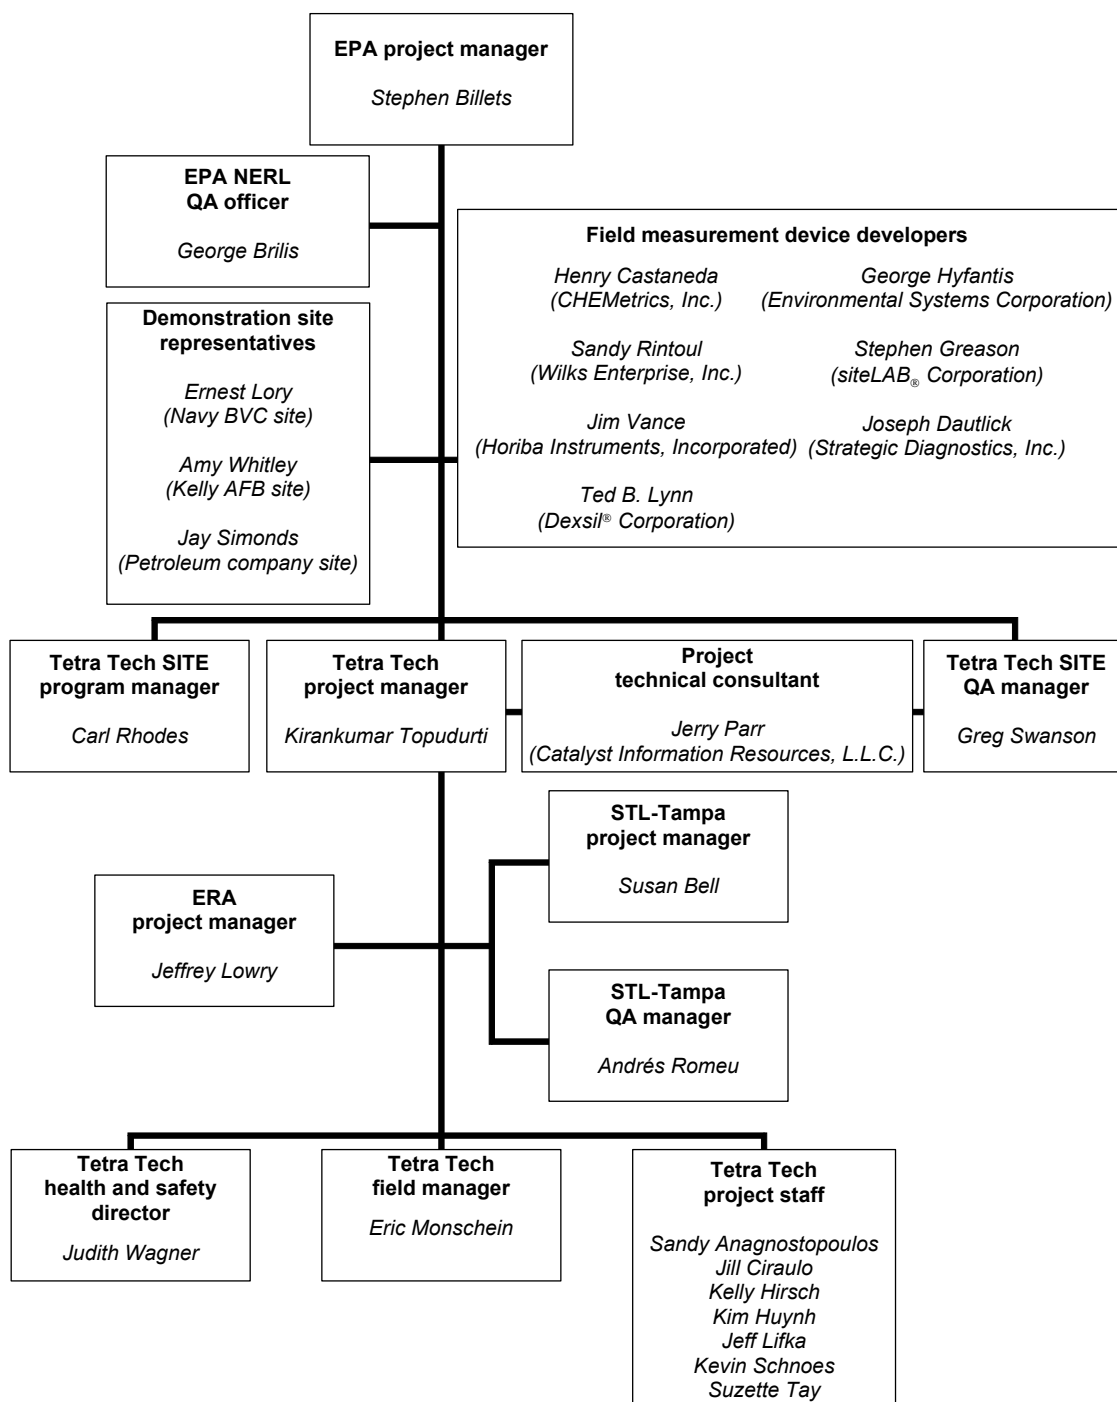 EPA project manager
Stephen Billets
EPA NERL
QA officer
George Brilis
Field measurement device developers
Henry Castaneda
(CHEMetrics, Inc.)
George Hyfantis
(Environmental Systems Corporation)
Sandy Rintoul
(Wilks Enterprise, Inc.)
Stephen Greason
(siteLAB® Corporation)
Jim Vance
(Horiba Instruments, Incorporated)
Joseph Dautlick
(Strategic Diagnostics, Inc.)
Ted B. Lynn
(Dexsil® Corporation)
Demonstration site
representatives
Ernest Lory
(Navy BVC site)
Amy Whitley
(Kelly AFB site)
Jay Simonds
(Petroleum company site)
Tetra Tech SITE
program manager
Carl Rhodes
Tetra Tech
project manager
Kirankumar Topudurti
Project
technical consultant
Jerry Parr
(Catalyst Information Resources, L.L.C.)
Tetra Tech SITE
QA manager
Greg Swanson
STL-Tampa
project manager
Susan Bell
ERA
project manager
Jeffrey Lowry
STL-Tampa
QA manager
Andrés Romeu
Tetra Tech
health and safety
director
Judith Wagner
Tetra Tech
field manager
Eric Monschein
Tetra Tech
project staff
Sandy Anagnostopoulos
Jill Ciraulo
Kelly Hirsch
Kim Huynh
Jeff Lifka
Kevin Schnoes
Suzette Tay